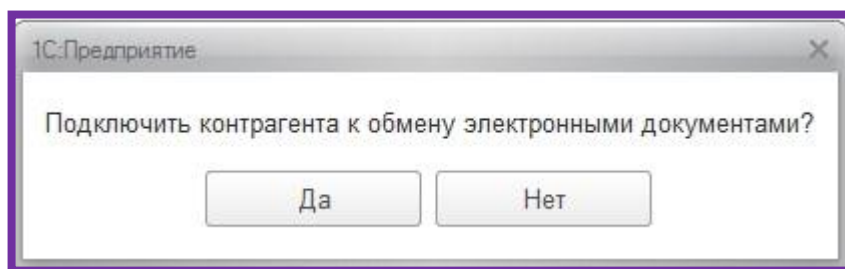 1С:Предприятие
Подключить контрагента к обмену электронными документами?
Да
Нет